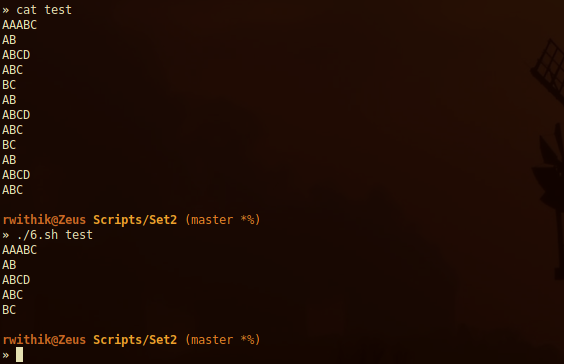 » cat test
AAABC
AB
ABCD
ABC
BC
AB
ABCD
ABC
BC
AB
ABCD
ABC
rwithik@Zeus Scripts/Set2 (master *%)
» ./6.sh test
AAABC
AB
ABCD
ABC
BC
rwithik@Zeus Scripts/Set2 (master *%)
»